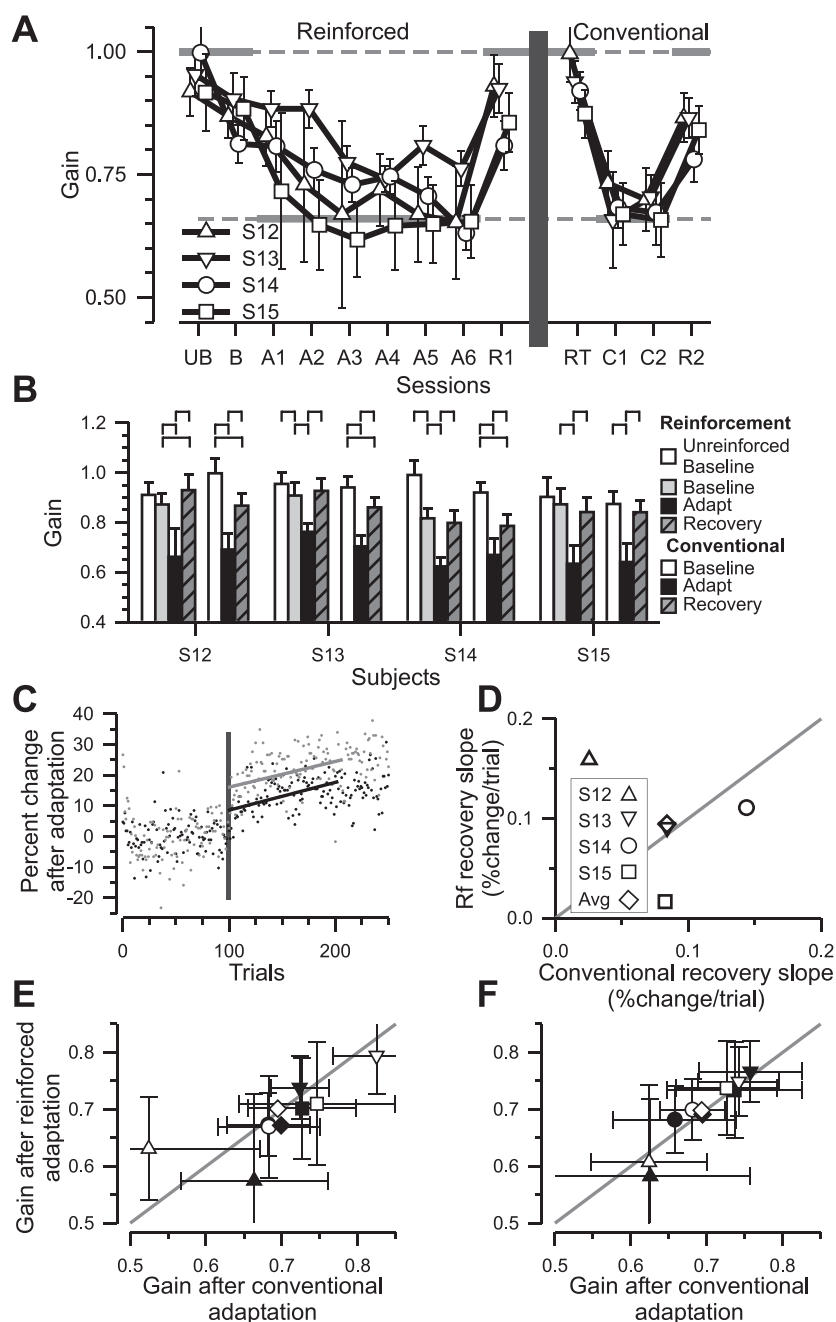 A
Reinforced
Conventional
1.00
0.75
0.50
Gain
S12
S13
S14
S15
UB B A1 A2 A3 A4 A5 A6 R1 RT C1 C2 R2
Sessions
B
1.2
1.0
0.8
0.6
0.4
Gain
S12 S13 S14 S15
Subjects
Reinforcement
Unreinforced
Baseline
Baseline
Adapt
Recovery
Conventional
Baseline
Adapt
Recovery
C
Percent change
after adaptation
40
30
20
10
0
-10
-20
0 100 200
Trials
D
Rf recovery slope
(%change/trial)
0.2
0.1
0.0
S12
S13
S14
S15
Avg
0.1 0.2
Conventional recovery slope
(%change/trial)
E
Gain after reinforced
adaptation
0.8
0.7
0.6
0.5
0.5 0.6 0.7 0.8
Gain after conventional
adaptation
F
0.8
0.7
0.6
0.5
0.5 0.6 0.7 0.8
Gain after conventional
adaptation